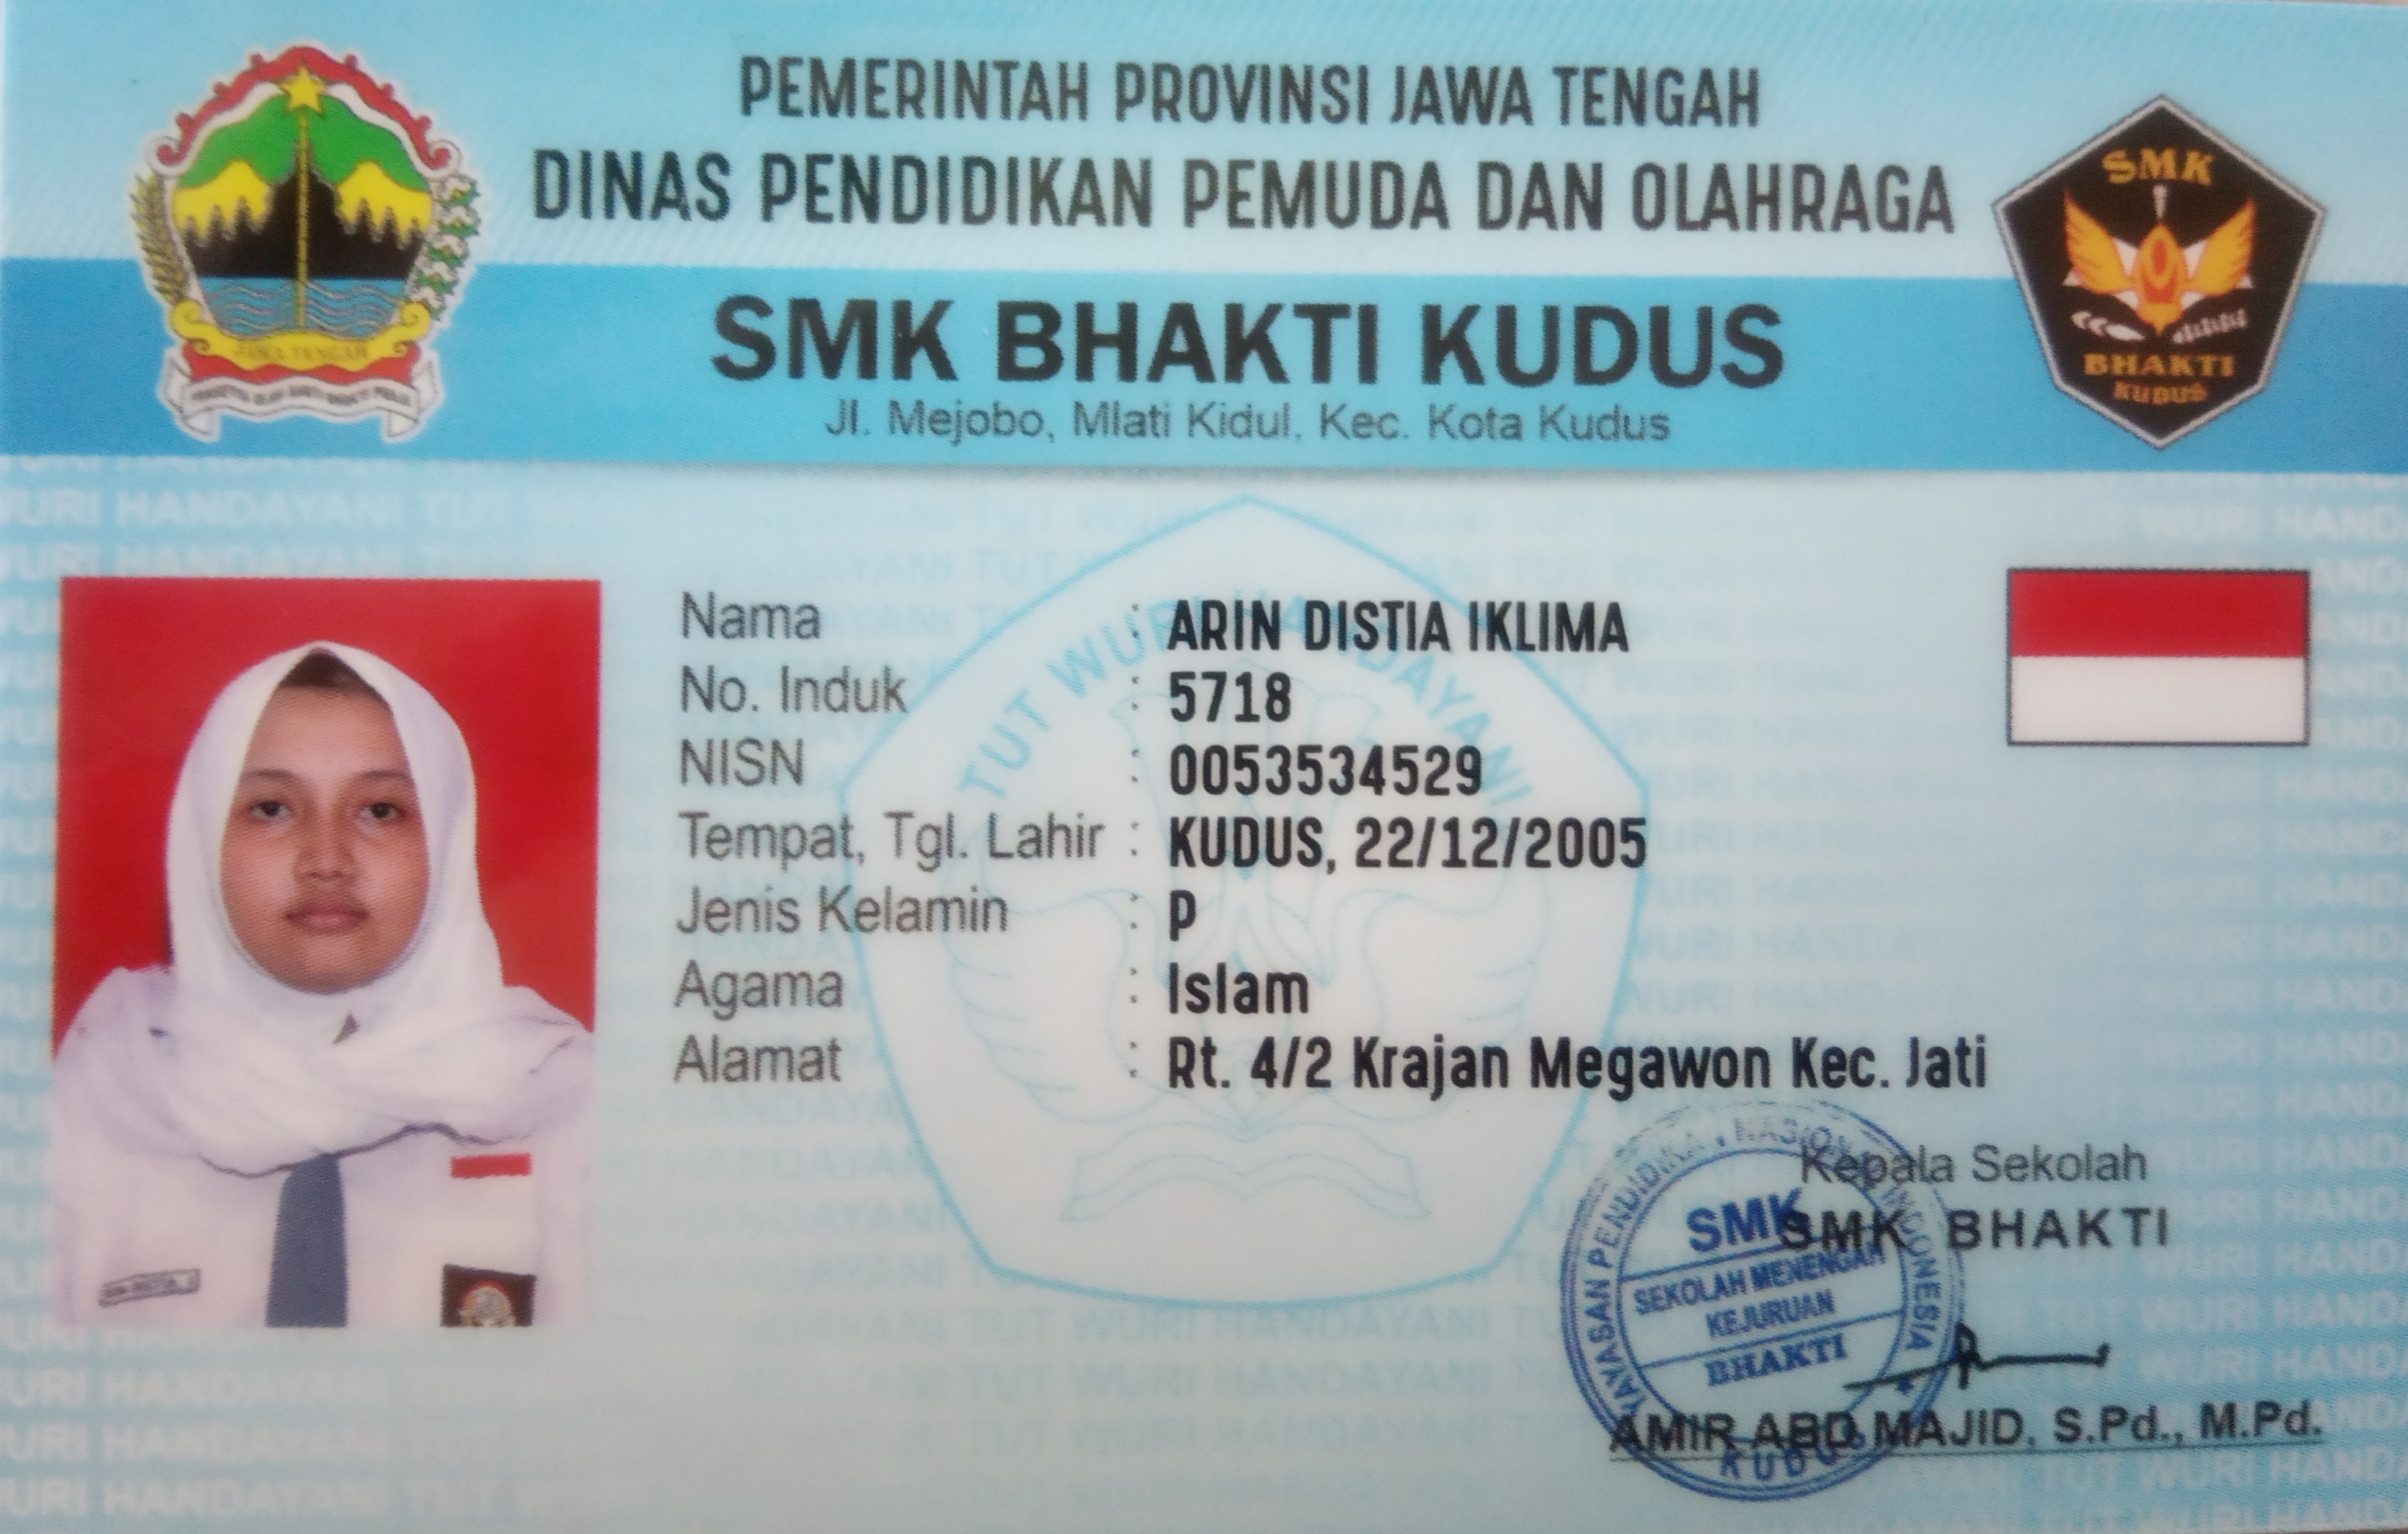 PEMERINTAH PROVINSI JAWA TENGAH
DINAS PENDIDIKAN PEMUDA DAN OLAHRAGA
SMK BHAKTI KUDUS
Jl. Mejobo, Mlati Kidul. Kec. Kota Kudus
JAWA TENGAH
SMK
BHAKTI
KUDUS
TUT WURI HANDAYANI
Nama : ARIN DISTIA IKLIMA
No. Induk : 5718
NISN : 0053534529
Tempat, Tgl. Lahir : KUDUS, 22/12/2005
Jenis Kelamin : P
Agama : Islam
Alamat : Rt. 4/2 Krajan Megawon Kec. Jati
Kepala Sekolah
SMK BHAKTI
YAYASAN PENDIDIKAN NASIONAL INDONESIA
SMK
SEKOLAH MENENGAH
KEJURUAN
BHAKTI
KUDUS
AMIR ABD MAJID, S.Pd., M.Pd.